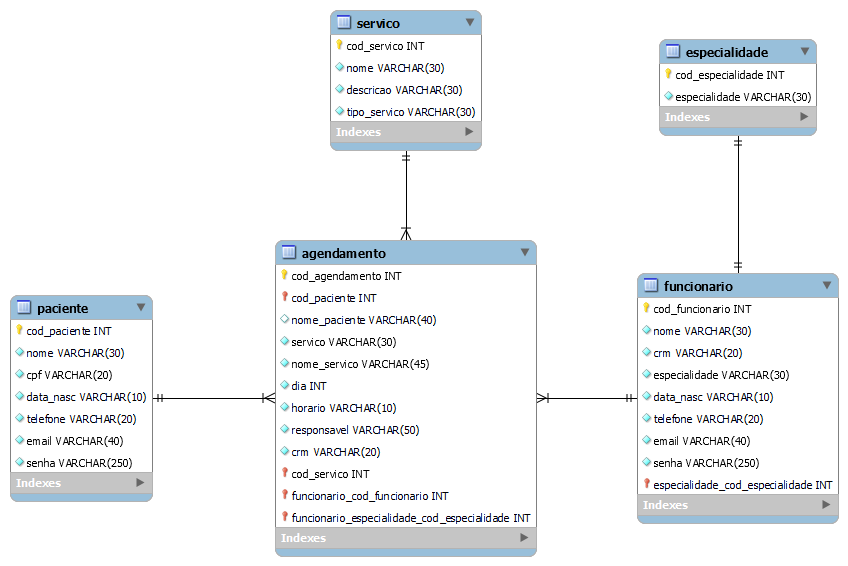 servico
cod_servico INT
nome VARCHAR(30)
descricao VARCHAR(30)
tipo_servico VARCHAR(30)
Indexes
especialidade
cod_especialidade INT
especialidade VARCHAR(30)
Indexes
agendamento
cod_agendamento INT
cod_paciente INT
nome_paciente VARCHAR(40)
servico VARCHAR(30)
nome_servico VARCHAR(45)
dia INT
horario VARCHAR(10)
responsavel VARCHAR(50)
crm VARCHAR(20)
cod_servico INT
funcionario_cod_funcionario INT
funcionario_especialidade_cod_especialidade INT
Indexes
paciente
cod_paciente INT
nome VARCHAR(30)
cpf VARCHAR(20)
data_nasc VARCHAR(10)
telefone VARCHAR(20)
email VARCHAR(40)
senha VARCHAR(250)
Indexes
funcionario
cod_funcionario INT
nome VARCHAR(30)
crm VARCHAR(20)
especialidade VARCHAR(30)
data_nasc VARCHAR(10)
telefone VARCHAR(20)
email VARCHAR(40)
senha VARCHAR(250)
especialidade_cod_especialidade INT
Indexes